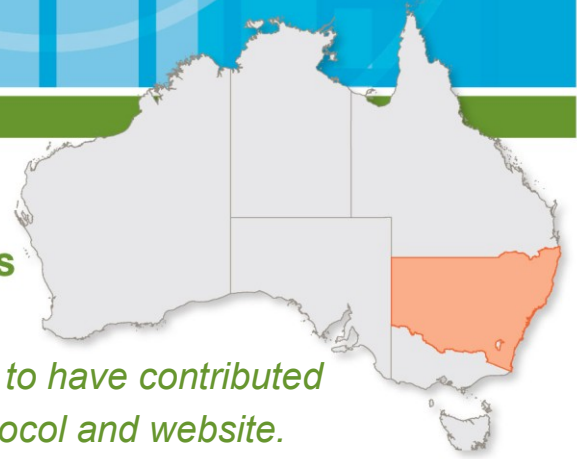 s
to have contributed
ocol and website.